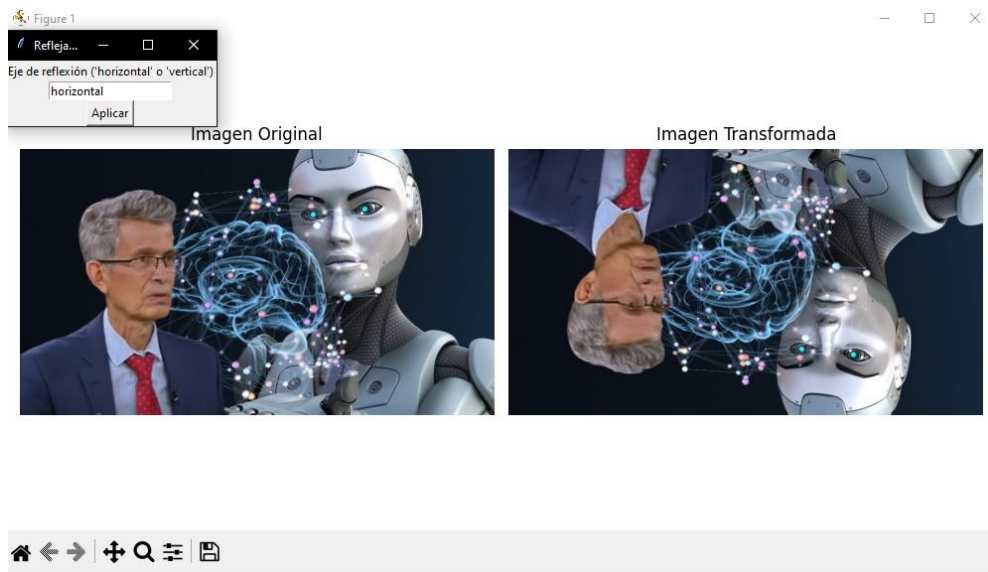 Figure 1
Refleja...
Eje de reflexión ('horizontal' o 'vertical')
horizontal
Aplicar
Imagen Original
Imagen Transformada